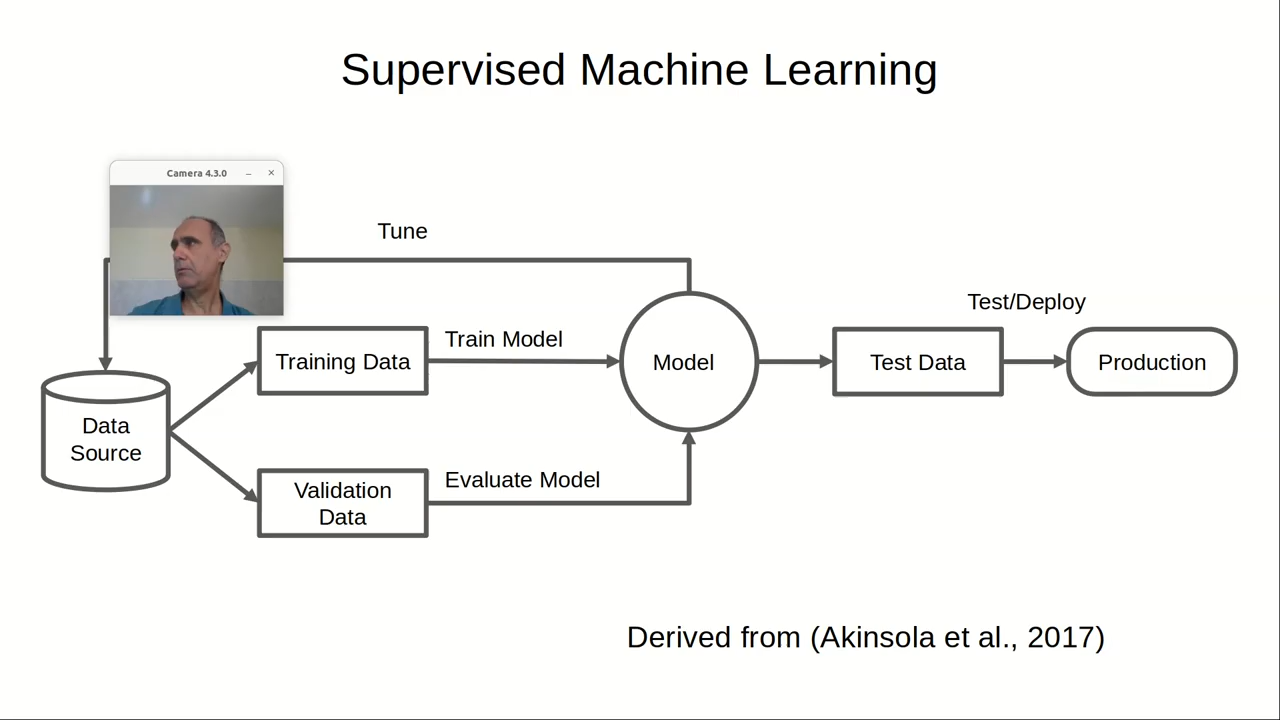 Supervised Machine Learning
Camera 4.3.0
Tune
Test/Deploy
Train Model
Training Data
Model
Test Data
Production
Data
Source
Evaluate Model
Validation
Data
Derived from (Akinsola et al., 2017)